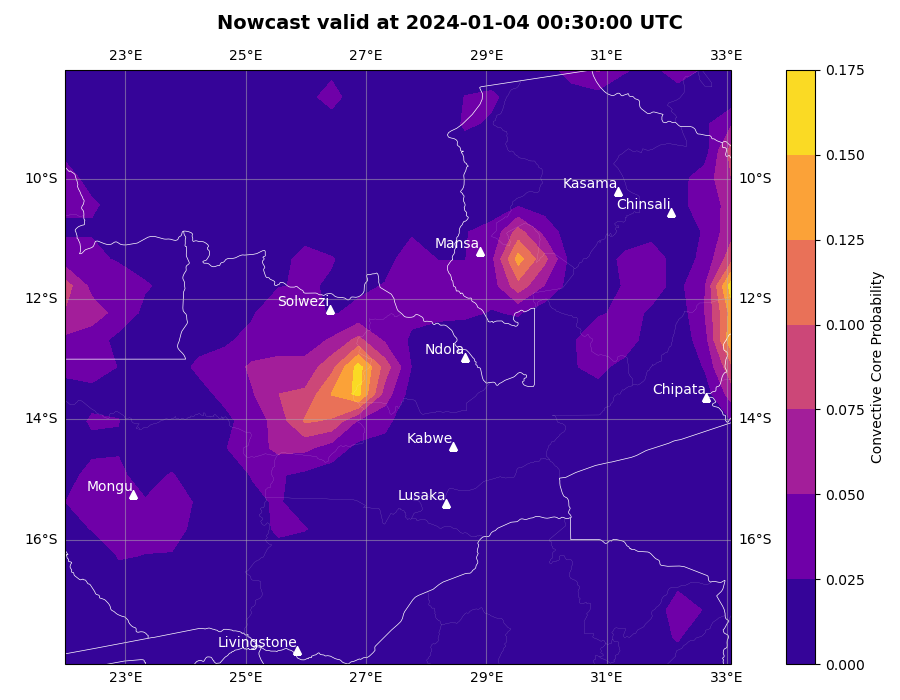 Nowcast valid at 2024-01-04 00:30:00 UTC
23°E 25°E 27°E 29°E 31°E 33°E
0.175
0.150
10°S 10°S
Kasama
Chinsali
0.125
Mansa
12°S 12°S
Solwezi
0.100
Ndola
Chipata
Convective Core Probability
0.075
14°S 14°S
Kabwe
Mongu
Lusaka
0.050
16°S 16°S
0.025
Livingstone
0.000
23°E 25°E 27°E 29°E 31°E 33°E